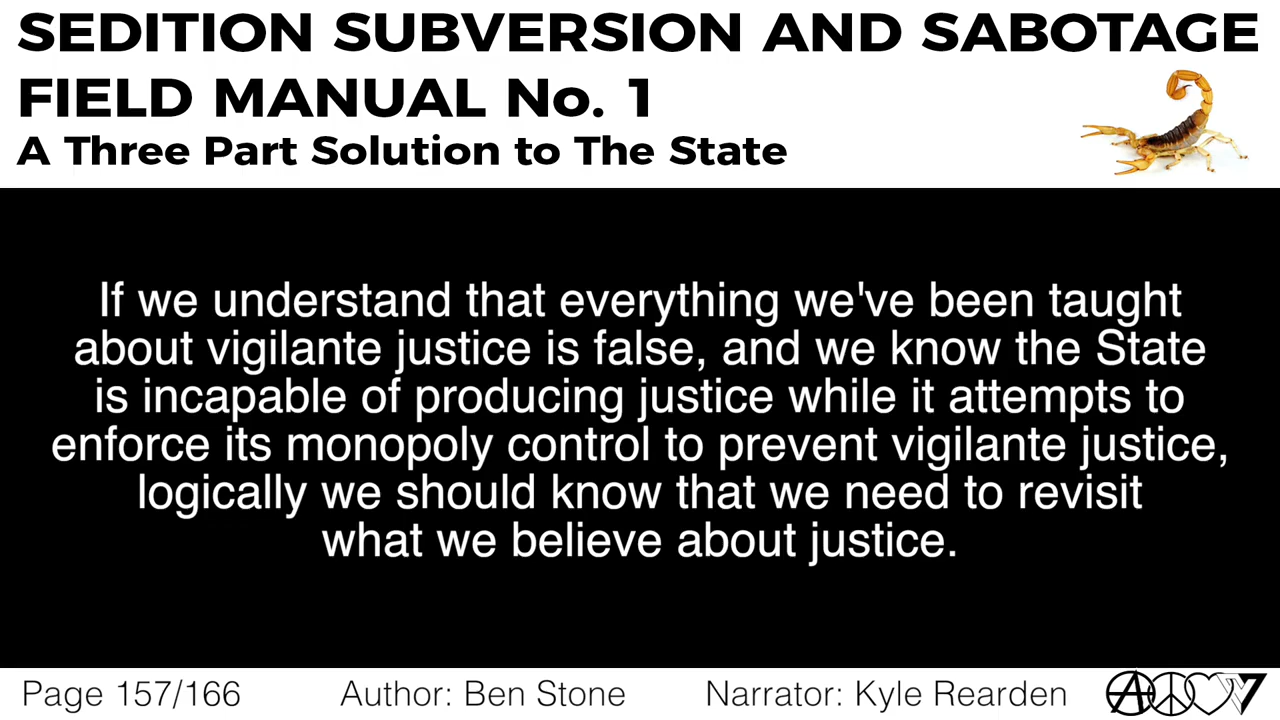 SEDITION SUBVERSION AND SABOTAGE
FIELD MANUAL No. 1
A Three Part Solution to The State
If we understand that everything we've been taught
about vigilante justice is false, and we know the State
is incapable of producing justice while it attempts to
enforce its monopoly control to prevent vigilante justice,
logically we should know that we need to revisit
what we believe about justice.
Page 157/166 Author: Ben Stone Narrator: Kyle Rearden